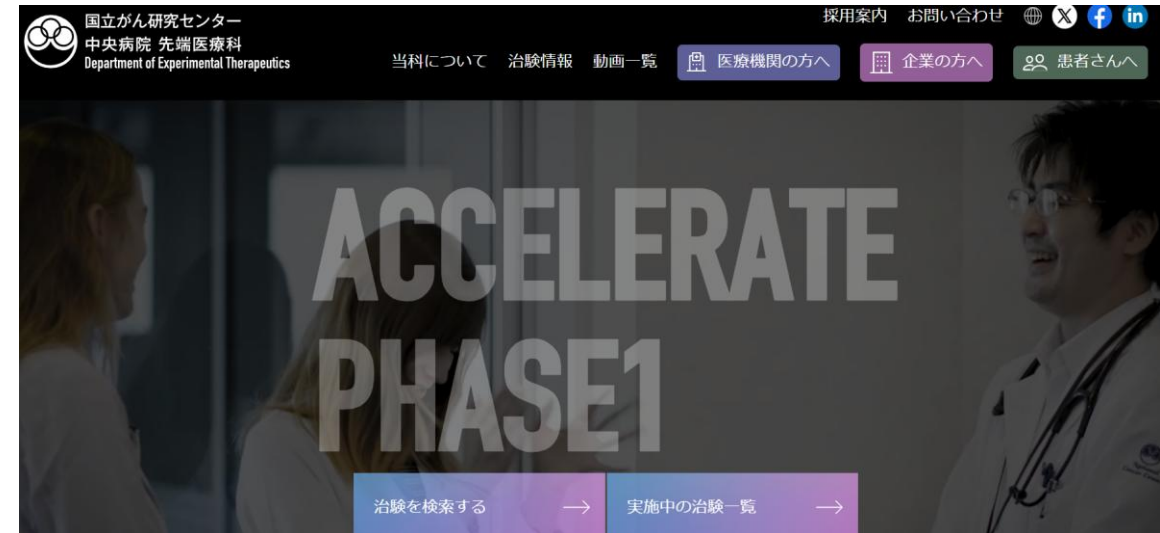 国立がん研究センター
中央病院 先端医療科
Department of Experimental Therapeutics
採用案内 お問い合わせ
当科について 治験情報 動画一覧 医療機関の方へ 企業の方へ 患者さんへ
ACCELERATE
PHASE1
治験を検索する →
実施中の治験一覧 →